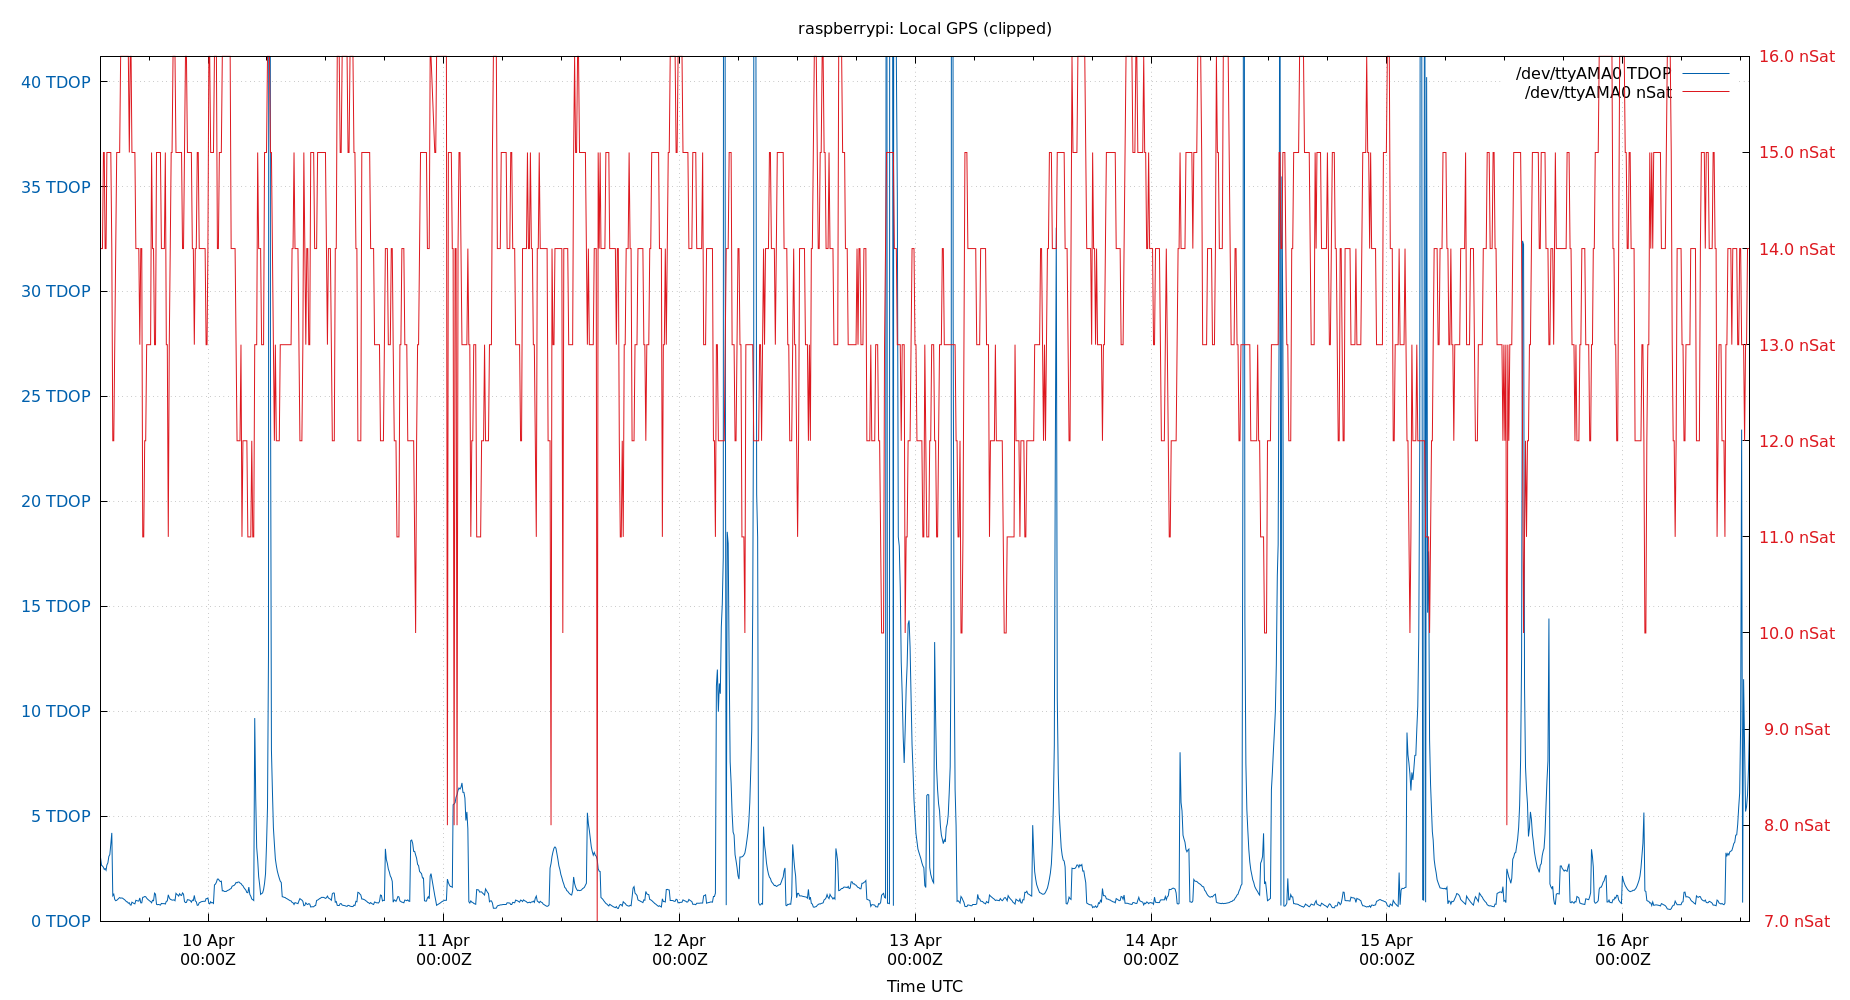 raspberrypi: Local GPS (clipped)
40 TDOP
35 TDOP
30 TDOP
25 TDOP
20 TDOP
15 TDOP
10 TDOP
5 TDOP
0 TDOP
16.0 nSat
15.0 nSat
14.0 nSat
13.0 nSat
12.0 nSat
11.0 nSat
10.0 nSat
9.0 nSat
8.0 nSat
7.0 nSat
/dev/ttyAMA0 TDOP
/dev/ttyAMA0 nSat
10 Apr 11 Apr 12 Apr 13 Apr 14 Apr 15 Apr 16 Apr
00:00Z 00:00Z 00:00Z 00:00Z 00:00Z 00:00Z 00:00Z
Time UTC